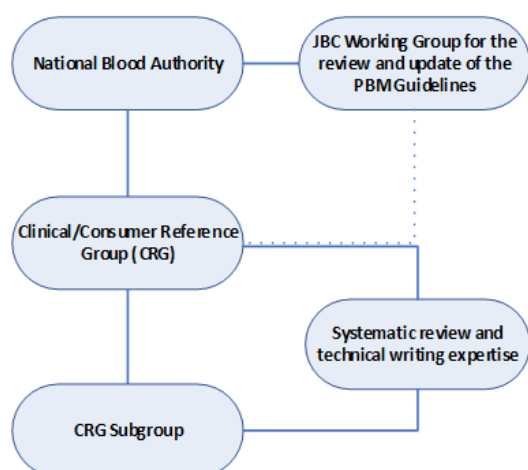 National Blood Authority
JBC Working Group for the
review and update of the
PBM Guidelines
Clinical/Consumer Reference
Group (CRG)
Systematic review and
technical writing expertise
CRG Subgroup